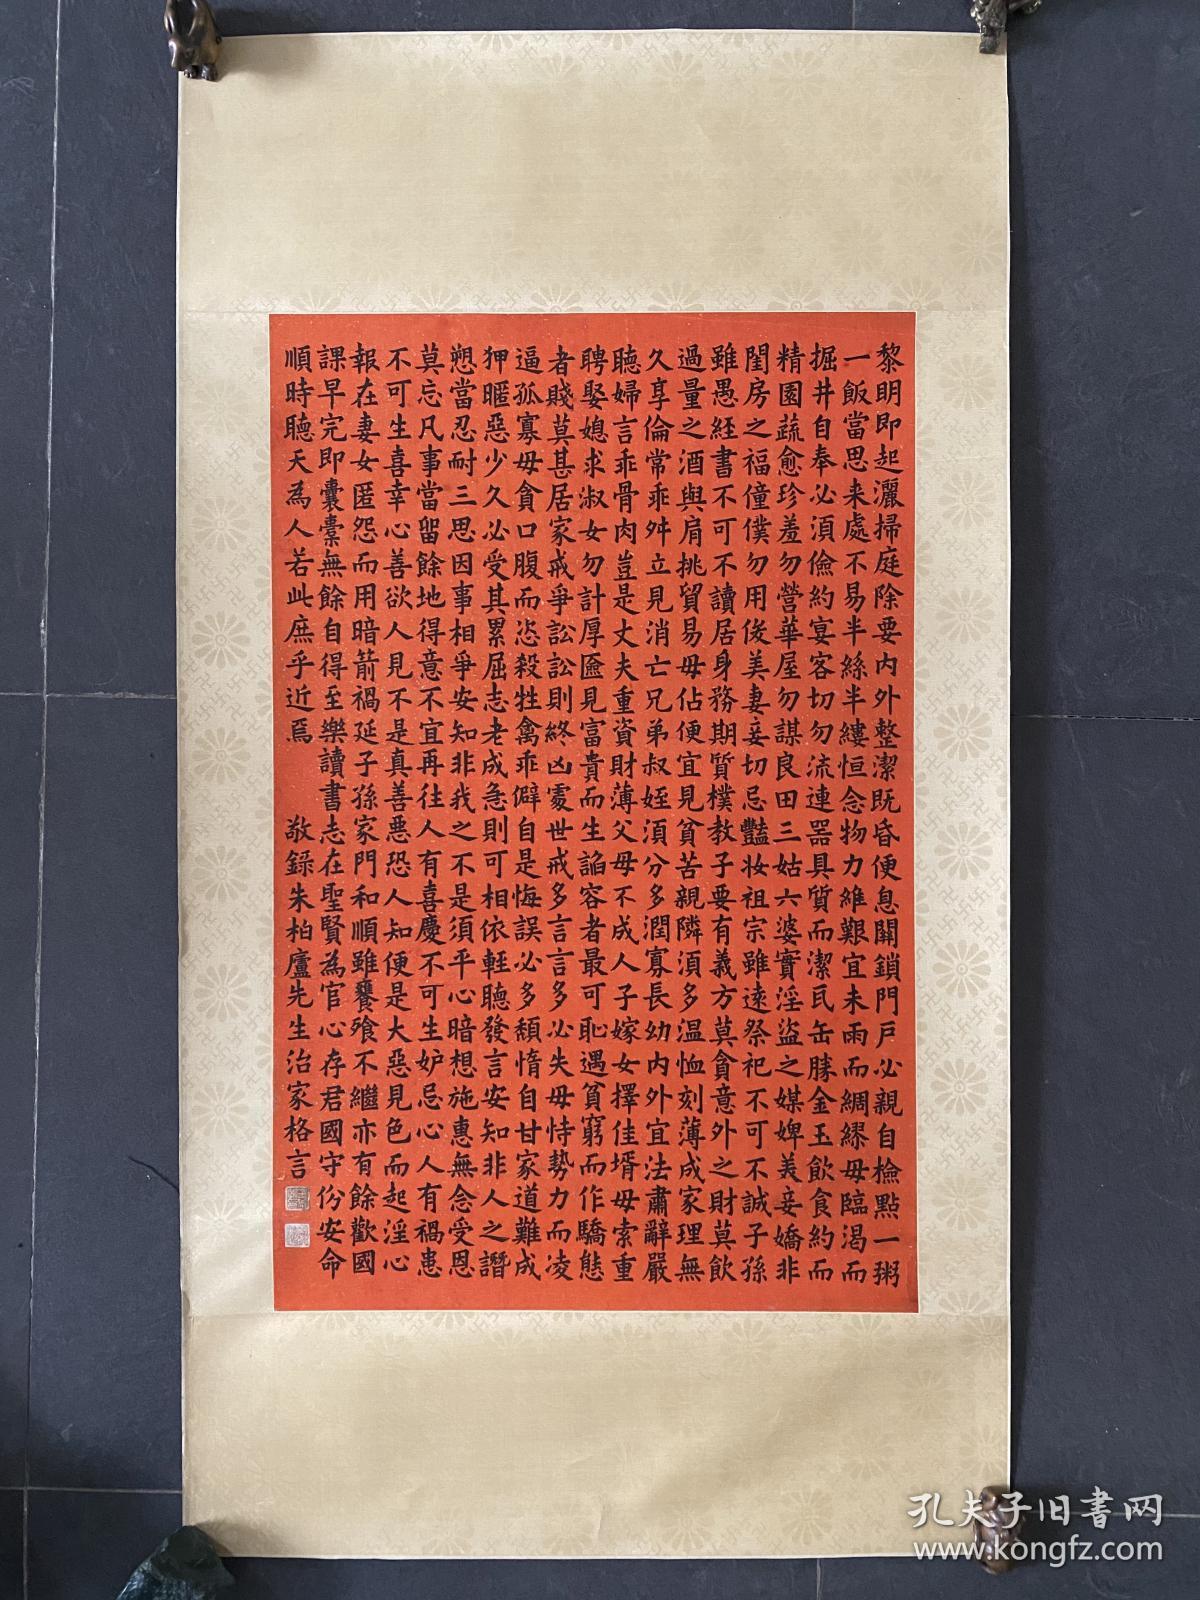 黎明即起灑掃庭除要內外整潔既昏便息關鎖門戶必親自檢點一粥
一飯當思来處不易半絲半縷恒念物力維艱宜未雨而綢繆毋臨渴而
掘井自奉必須儉約宴客切勿流連器具質而潔瓦缶勝金玉飲食約而
精園蔬愈珍羞勿營華屋勿謀良田三姑六婆實淫盜之媒婢美妾嬌非
閨房之福僮僕勿用俊美妻妾切忌豔妝祖宗雖遠祭祀不可不誠子孫
雖愚經書不可不讀居身務期質樸教子要有義方莫貪意外之財莫飲
過量之酒與肩挑貿易毋佔便宜見貧苦親隣須多温恤刻薄成家理無
久享倫常乖舛立見消亡兄弟叔姪須分多潤寡長幼內外宜法肅辭嚴
聴婦言乖骨肉豈是丈夫重資財薄父母不成人子嫁女擇佳壻毋索重
聘娶媳求淑女勿計厚匳見富貴而生諂容者最可恥遇貧窮而作驕態
者賤莫甚居家戒爭訟訟則終凶處世戒多言言多必失毋恃勢力而凌
逼孤寡毋貪口腹而恣殺牲禽乖僻自是悔誤必多頽惰自甘家道難成
狎暱惡少久必受其累屈志老成急則可相依輕聴發言安知非人之譖
愬當忍耐三思因事相爭安知非我之不是須平心暗想施惠無念受恩
莫忘凡事當留餘地得意不宜再往人有喜慶不可生妒忌心人有禍患
不可生喜幸心善欲人見不是真善惡恐人知便是大惡見色而起淫心
報在妻女匿怨而用暗箭禍延子孫家門和順雖饔飱不繼亦有餘歡國
課早完即囊橐無餘自得至樂讀書志在聖賢為官心存君國守份安命
順時聴天為人若此庶乎近焉 敬錄朱柏廬先生治家格言
孔夫子旧书网
www.kongfz.com